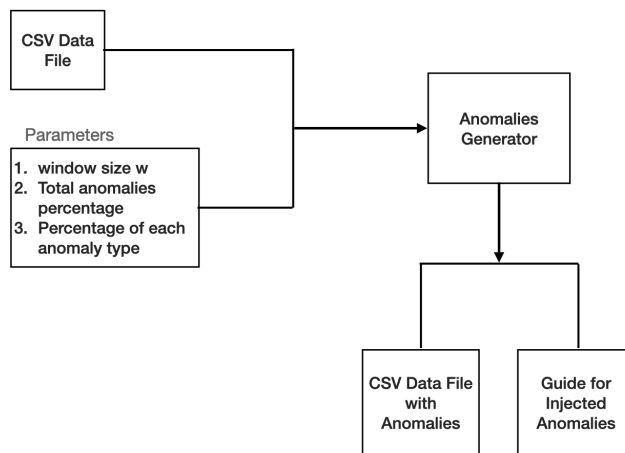 CSV Data
File
Parameters
1. window size w
2. Total anomalies
percentage
3. Percentage of each
anomaly type
Anomalies
Generator
CSV Data File
with
Anomalies
Guide for
Injected
Anomalies